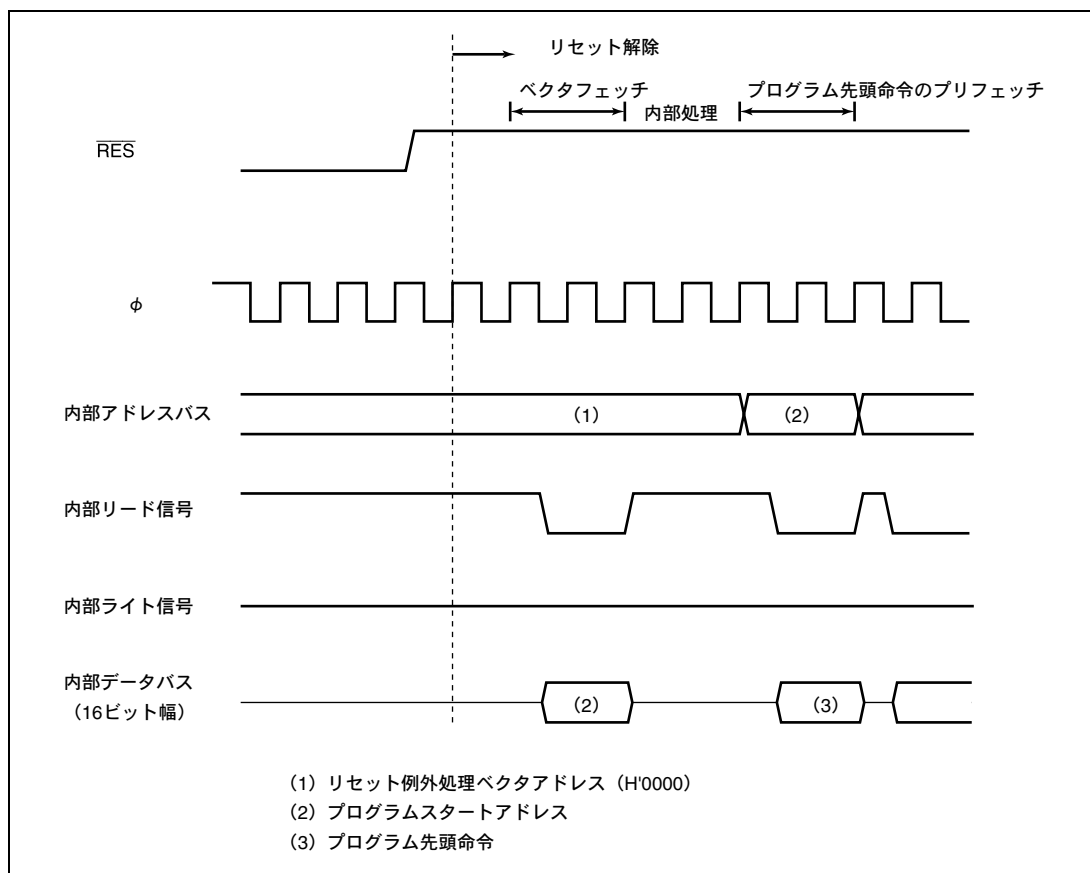 リセット解除
ベクタフェッチ
内部処理
プログラム先頭命令のプリフェッチ
RES
φ
内部アドレスバス
(1)
(2)
内部リード信号
内部ライト信号
内部データバス
(16ビット幅)
(2)
(3)
(1) リセット例外処理ベクタアドレス (H'0000)
(2) プログラムスタートアドレス
(3) プログラム先頭命令